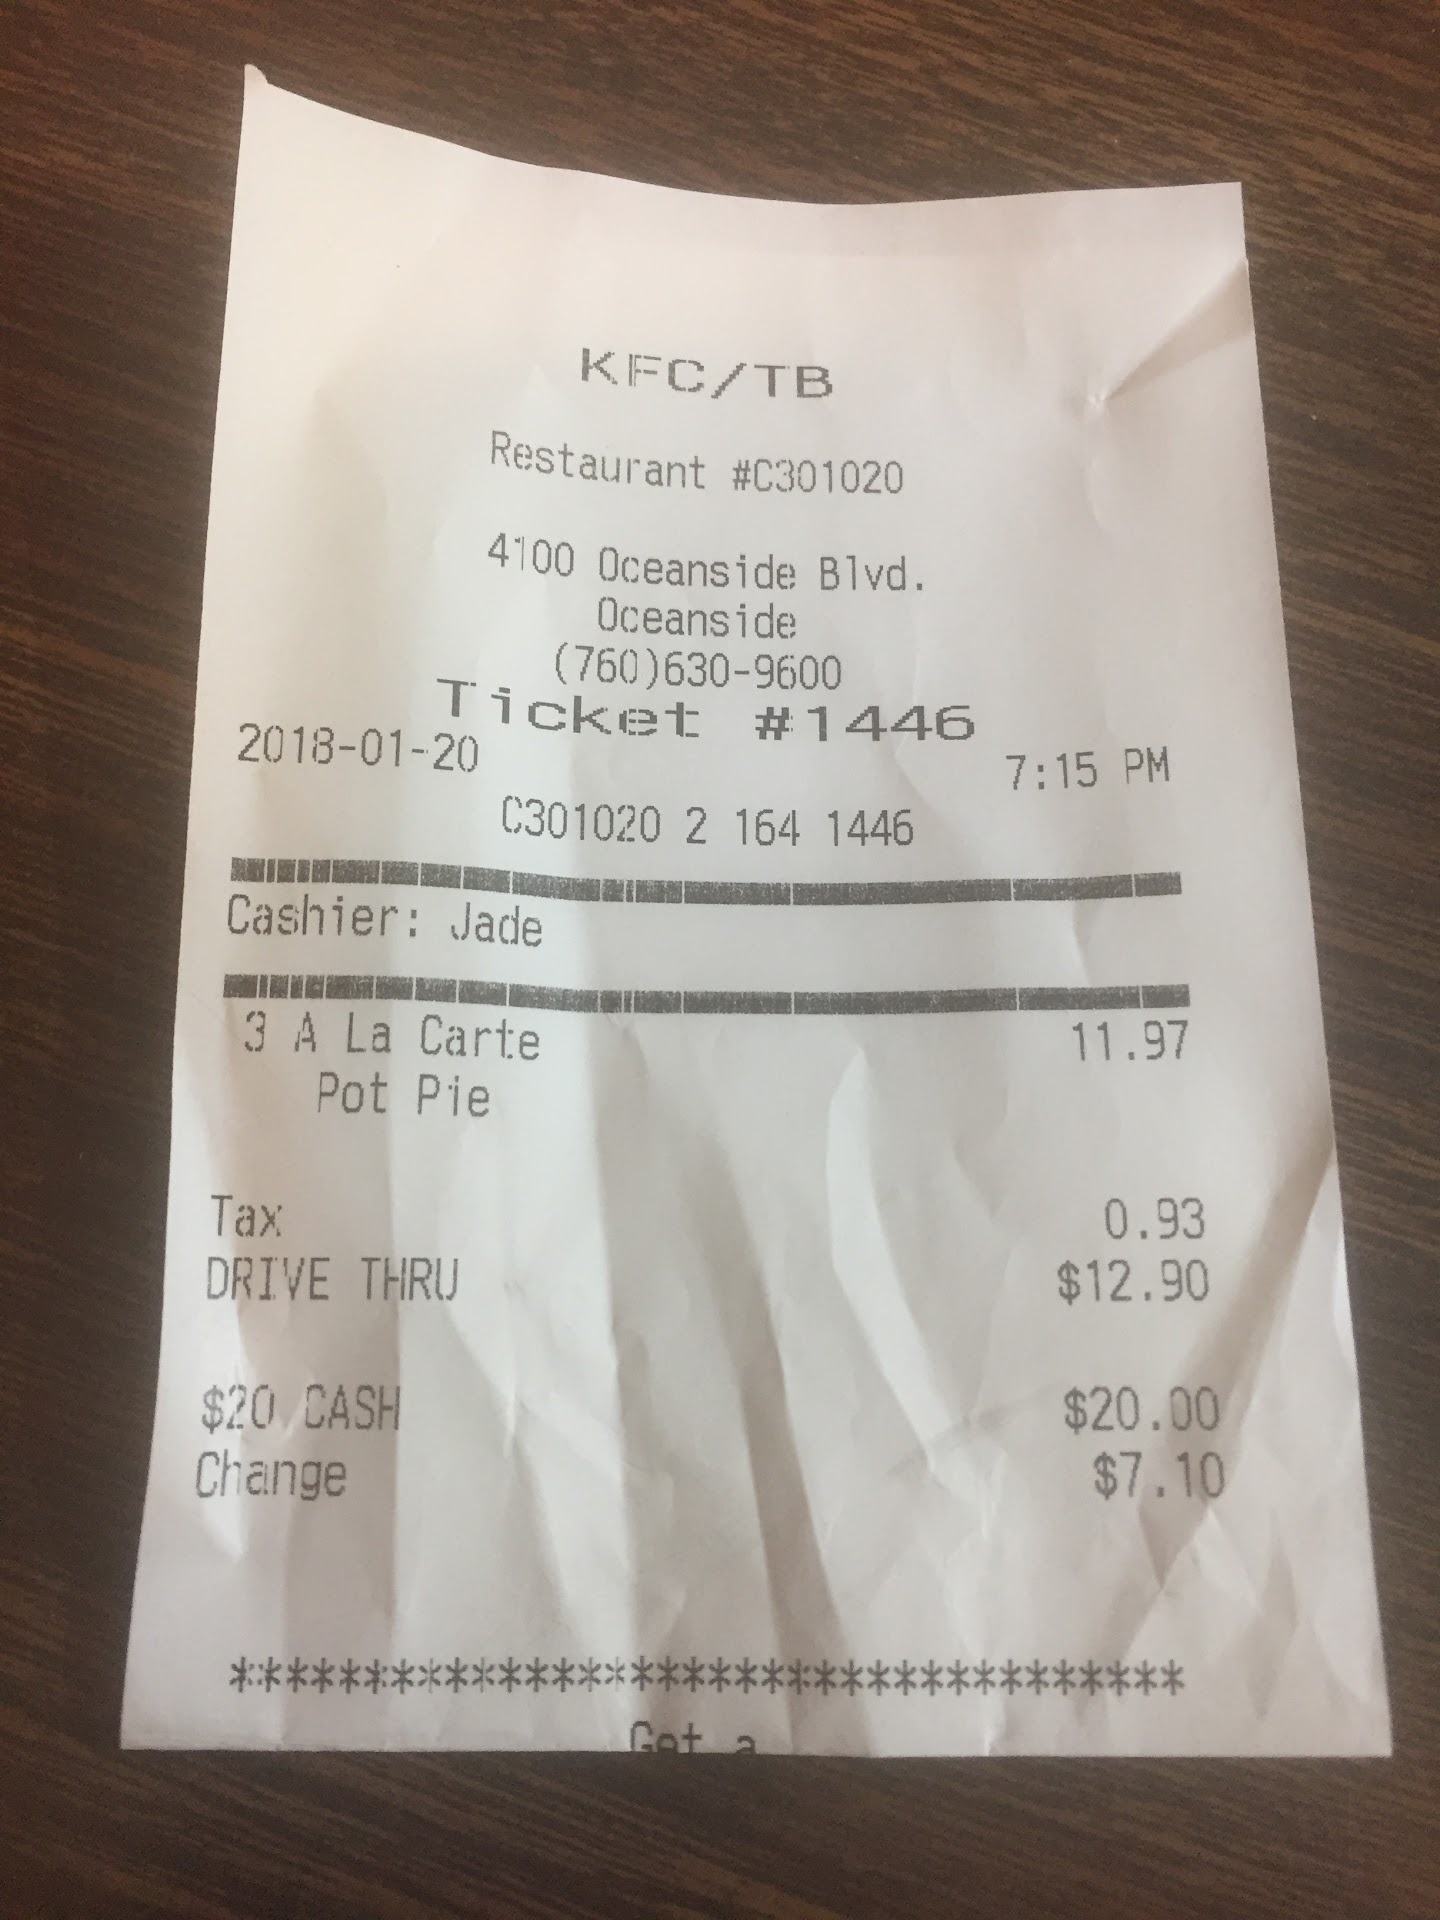 KFC/TB
Restaurant #C301020
4100 Oceanside Blvd.
Oceanside
(760)630-9600
Ticket #1446
2018-01-20 7:15 PM
C301020 2 164 1446
Cashier: Jade
3 A La Carte 11.97
Pot Pie
Tax 0.93
DRIVE THRU $12.90
$20 CASH $20.00
Change $7.10
************************************
Get a